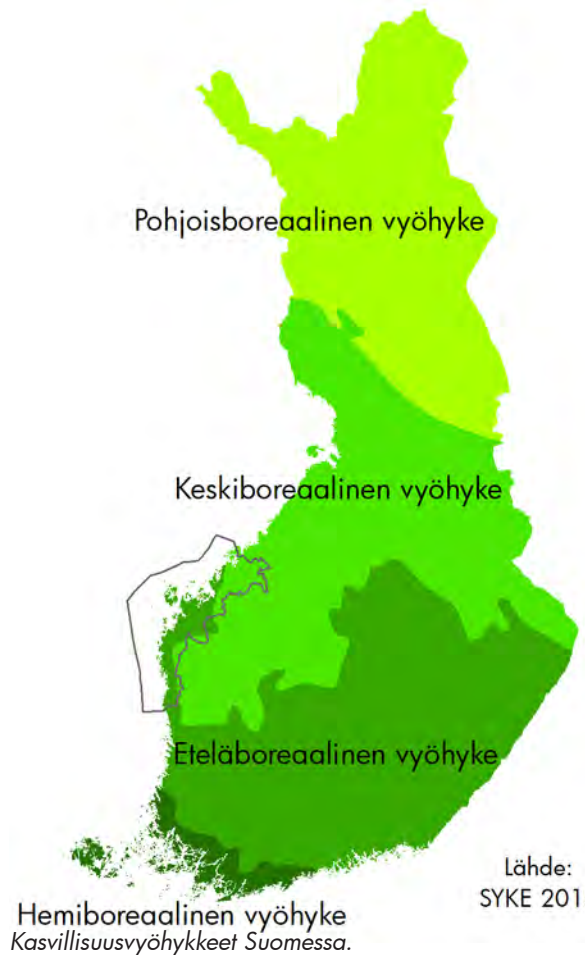 Pohjoisboreaalinen vyöhyke
Keskiboreaalinen vyöhyke
Eteläboreaalinen vyöhyke
Lähde:
SYKE 201
Hemiboreaalinen vyöhyke
Kasvillisuusvyöhykkeet Suomessa.